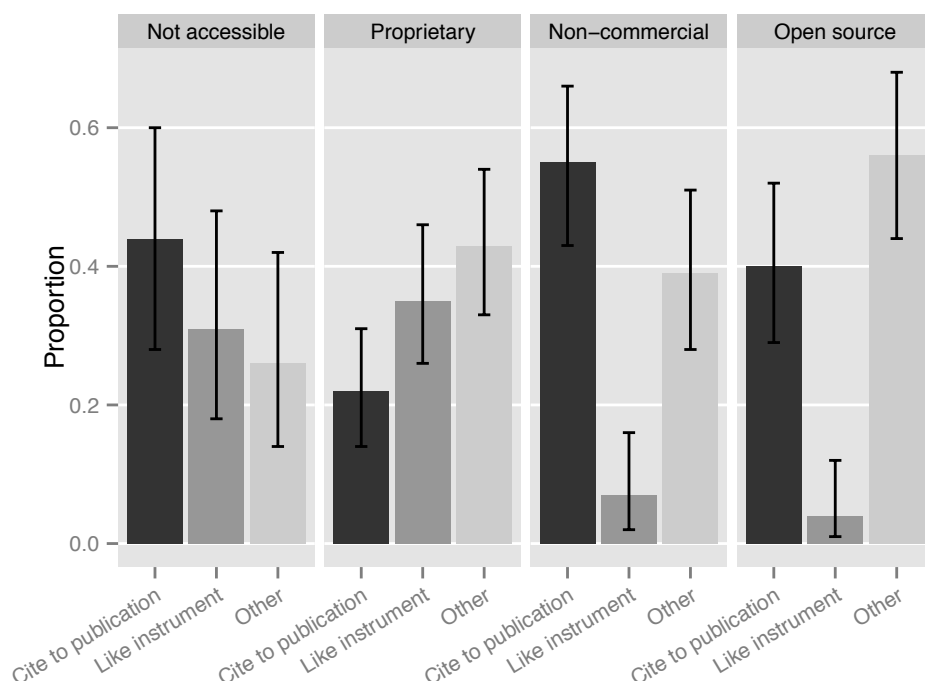 Not accessible Proprietary Non−commercial Open source
Proportion
0.6
0.4
0.2
0.0
Cite to publication Like instrument Other Cite to publication Like instrument Other Cite to publication Like instrument Other Cite to publication Like instrument Other